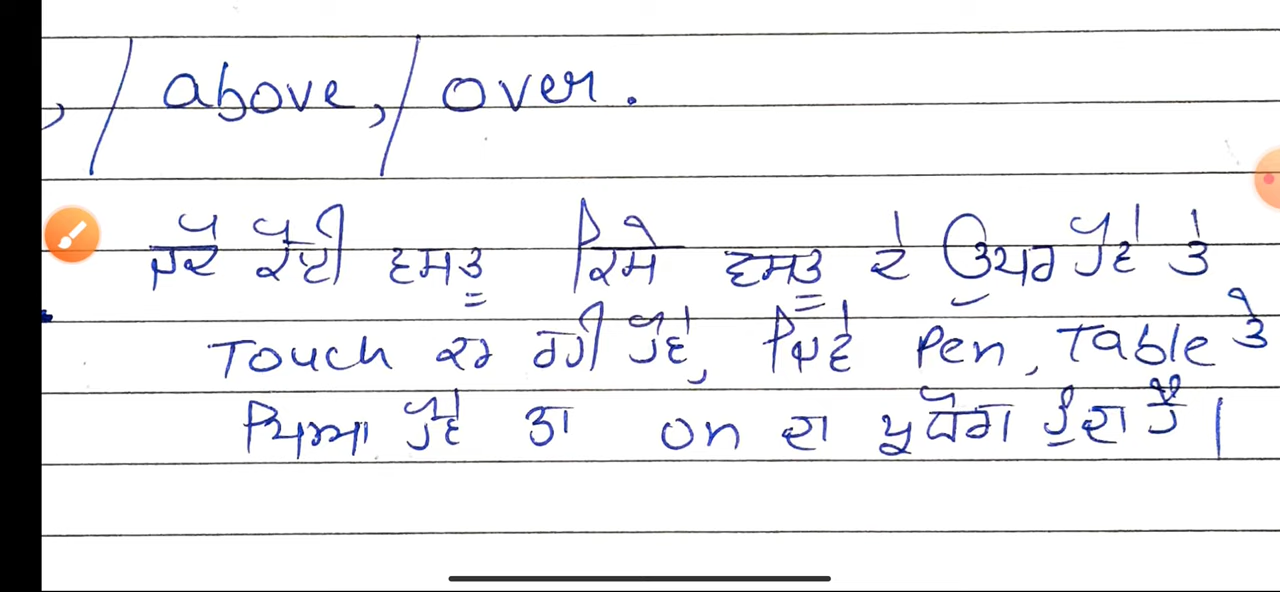 , / above, / over.
ਜਦੋਂ ਕੋਈ ਵਸਤੂ ਕਿਸੇ ਵਸਤੂ ਦੇ ਉਪਰ ਹੋਵੇ ਤੇ
Touch ਕਰ ਰਹੀ ਹੋਵੇ, ਜਿਵੇਂ Pen, Table ਤੇ
ਪਿਆ ਹੋਵੇ ਤਾ on ਦਾ ਪ੍ਰਯੋਗ ਹੁੰਦਾ ਹੈ।